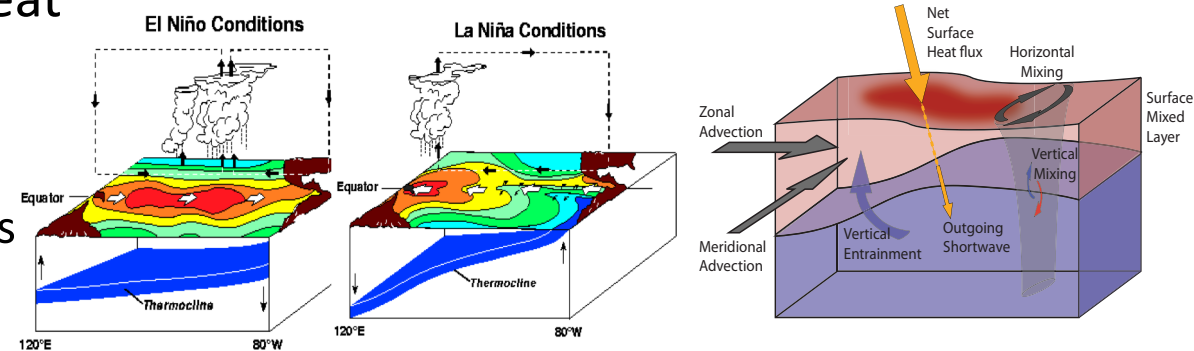 eat
s
El Niño Conditions
Equator
Thermocline
120°E
80°W
La Niña Conditions
Equator
Thermocline
120°E
80°W
Net
Surface
Heat flux
Horizontal
Mixing
Zonal
Advection
Surface
Mixed
Layer
Vertical
Mixing
Meridional
Advection
Vertical
Entrainment
Outgoing
Shortwave